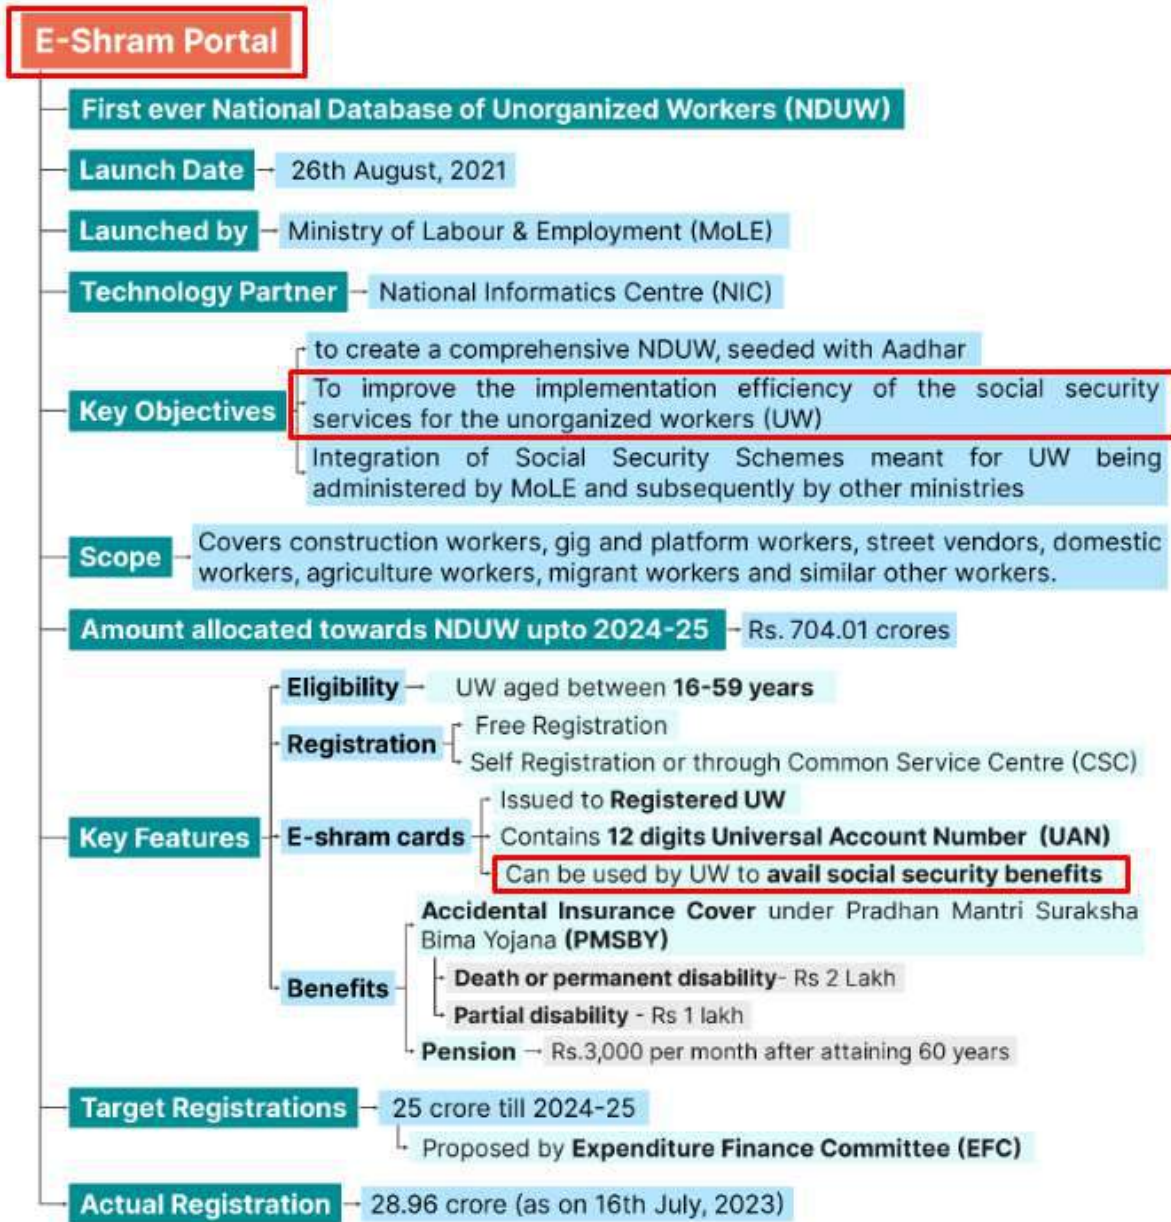 E-Shram Portal
First ever National Database of Unorganized Workers (NDUW)
Launch Date
26th August, 2021
Launched by
Ministry of Labour & Employment (MoLE)
Technology Partner
National Informatics Centre (NIC)
Key Objectives
to create a comprehensive NDUW, seeded with Aadhar
To improve the implementation efficiency of the social security
services for the unorganized workers (UW)
Integration of Social Security Schemes meant for UW being
administered by MoLE and subsequently by other ministries
Scope
Covers construction workers, gig and platform workers, street vendors, domestic
workers, agriculture workers, migrant workers and similar other workers.
Amount allocated towards NDUW upto 2024-25
Rs. 704.01 crores
Key Features
Eligibility
UW aged between 16-59 years
Registration
Free Registration
Self Registration or through Common Service Centre (CSC)
E-shram cards
Issued to Registered UW
Contains 12 digits Universal Account Number (UAN)
Can be used by UW to avail social security benefits
Benefits
Accidental Insurance Cover under Pradhan Mantri Suraksha
Bima Yojana (PMSBY)
Death or permanent disability- Rs 2 Lakh
Partial disability - Rs 1 lakh
Pension
Rs.3,000 per month after attaining 60 years
Target Registrations
25 crore till 2024-25
Proposed by Expenditure Finance Committee (EFC)
Actual Registration
28.96 crore (as on 16th July, 2023)